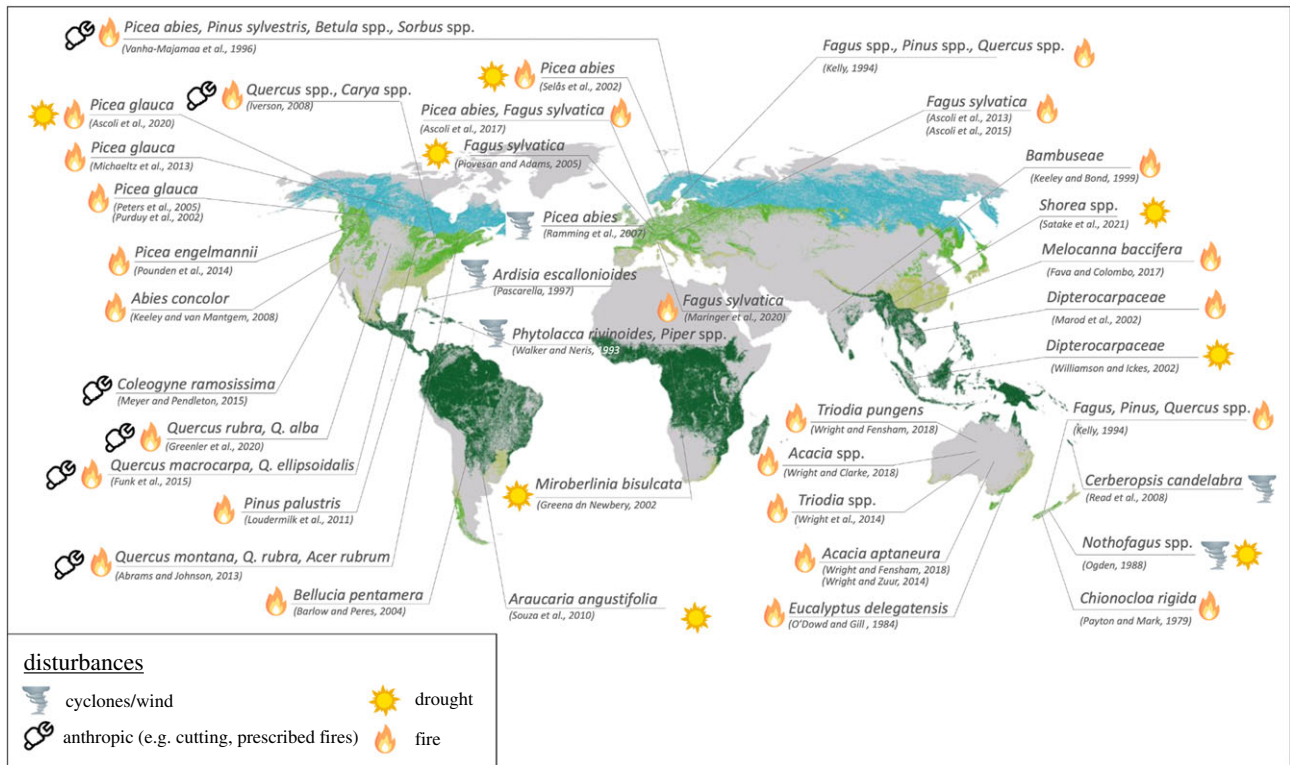 Picea abies, Pinus sylvestris, Betula spp., Sorbus spp.
(Vanha-Majamaa et al., 1996)
Fagus spp., Pinus spp., Quercus spp.
(Kelly, 1994)
Picea abies
(Selås et al., 2002)
Quercus spp., Carya spp.
(Iverson, 2008)
Picea glauca
(Ascoli et al., 2020)
Picea abies, Fagus sylvatica
(Ascoli et al., 2017)
Fagus sylvatica
(Ascoli et al., 2013)
(Ascoli et al., 2015)
Picea glauca
(Michaeltz et al., 2013)
Fagus sylvatica
(Piovesan and Adams, 2005)
Bambuseae
(Keeley and Bond, 1999)
Picea glauca
(Peters et al., 2005)
(Purduy et al., 2002)
Picea abies
(Ramming et al., 2007)
Shorea spp.
(Satake et al., 2021)
Picea engelmannii
(Pounden et al., 2014)
Ardisia escallonioides
(Pascarella, 1997)
Melocanna baccifera
(Fava and Colombo, 2017)
Abies concolor
(Keeley and van Mantgem, 2008)
Fagus sylvatica
(Maringer et al., 2020)
Dipterocarpaceae
(Marod et al., 2002)
Phytolacca rivinoides, Piper spp.
(Walker and Neris, 1993
Dipterocarpaceae
(Williamson and Ickes, 2002)
Coleogyne ramosissima
(Meyer and Pendleton, 2015)
Triodia pungens
(Wright and Fensham, 2018)
Fagus, Pinus, Quercus spp.
(Kelly, 1994)
Quercus rubra, Q. alba
(Greenler et al., 2020)
Acacia spp.
(Wright and Clarke, 2018)
Quercus macrocarpa, Q. ellipsoidalis
(Funk et al., 2015)
Miroberlinia bisulcata
(Greena dn Newbery, 2002
Cerberopsis candelabra
(Read et al., 2008)
Pinus palustris
(Loudermilk et al., 2011)
Triodia spp.
(Wright et al., 2014)
Nothofagus spp.
(Ogden, 1988)
Quercus montana, Q. rubra, Acer rubrum
(Abrams and Johnson, 2013)
Acacia aptaneura
(Wright and Fensham, 2018)
(Wright and Zuur, 2014)
Bellucia pentamera
(Barlow and Peres, 2004)
Araucaria angustifolia
(Souza et al., 2010)
Eucalyptus delegatensis
(O'Dowd and Gill , 1984)
Chionocloa rigida
(Payton and Mark, 1979)
disturbances
cyclones/wind
drought
anthropic (e.g. cutting, prescribed fires)
fire